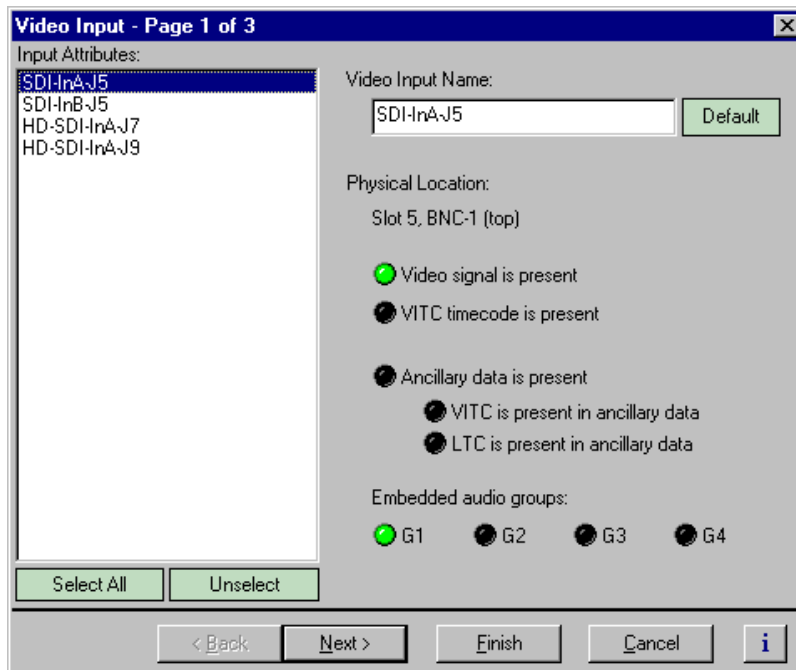 Video Input - Page 1 of 3
Input Attributes:
SDI-InA-J5
SDI-InB-J5
HD-SDI-InA-J7
HD-SDI-InA-J9
Select All
Unselect
Video Input Name:
SDI-InA-J5
Default
Physical Location:
Slot 5, BNC-1 (top)
Video signal is present
VITC timecode is present
Ancillary data is present
VITC is present in ancillary data
LTC is present in ancillary data
Embedded audio groups:
G1 G2 G3 G4
< Back Next > Finish Cancel i